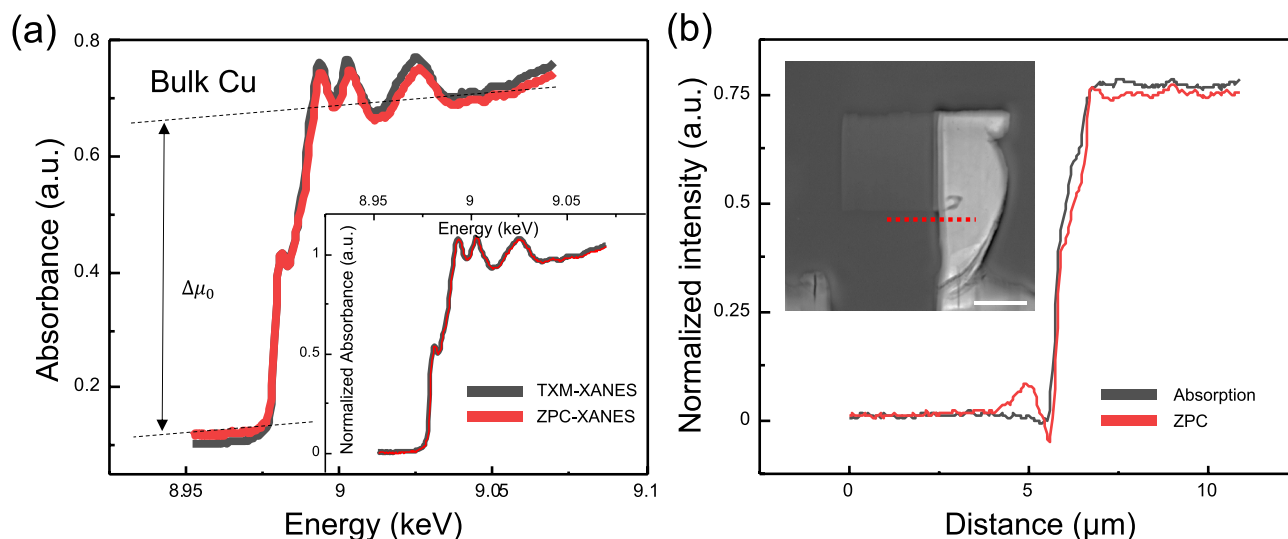 (a)
Bulk Cu
Absorbance (a.u.)
0.8
0.6
0.4
0.2
Δμ₀
8.95
9
9.05
9.1
Energy (keV)
8.95
9
9.05
Energy (keV)
Normalized Absorbance (a.u.)
1
0.5
0
TXM-XANES
ZPC-XANES
(b)
Normalized intensity (a.u.)
0.75
0.5
0.25
0
Absorption
ZPC
0
5
10
Distance (μm)